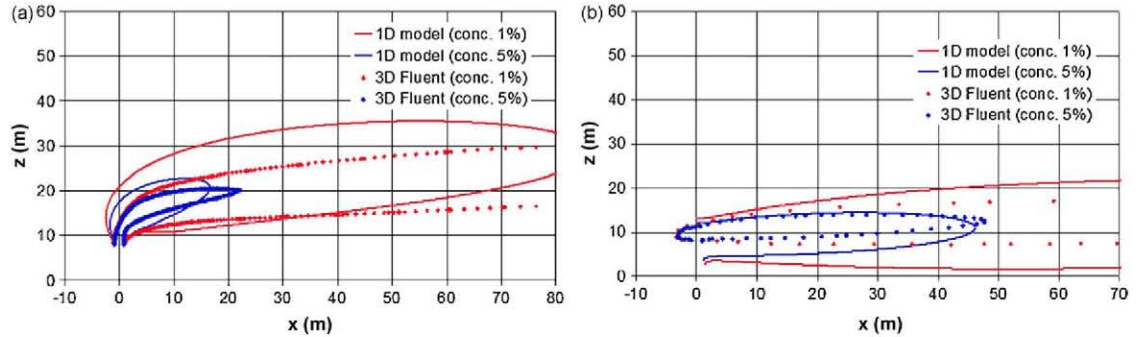 (a)
60
50
40
30
20
10
0
-10 0 10 20 30 40 50 60 70 80
z (m)
x (m)
1D model (conc. 1%)
1D model (conc. 5%)
3D Fluent (conc. 1%)
3D Fluent (conc. 5%)
(b)
60
50
40
30
20
10
0
-10 0 10 20 30 40 50 60 70
z (m)
x (m)
1D model (conc. 1%)
1D model (conc. 5%)
3D Fluent (conc. 1%)
3D Fluent (conc. 5%)